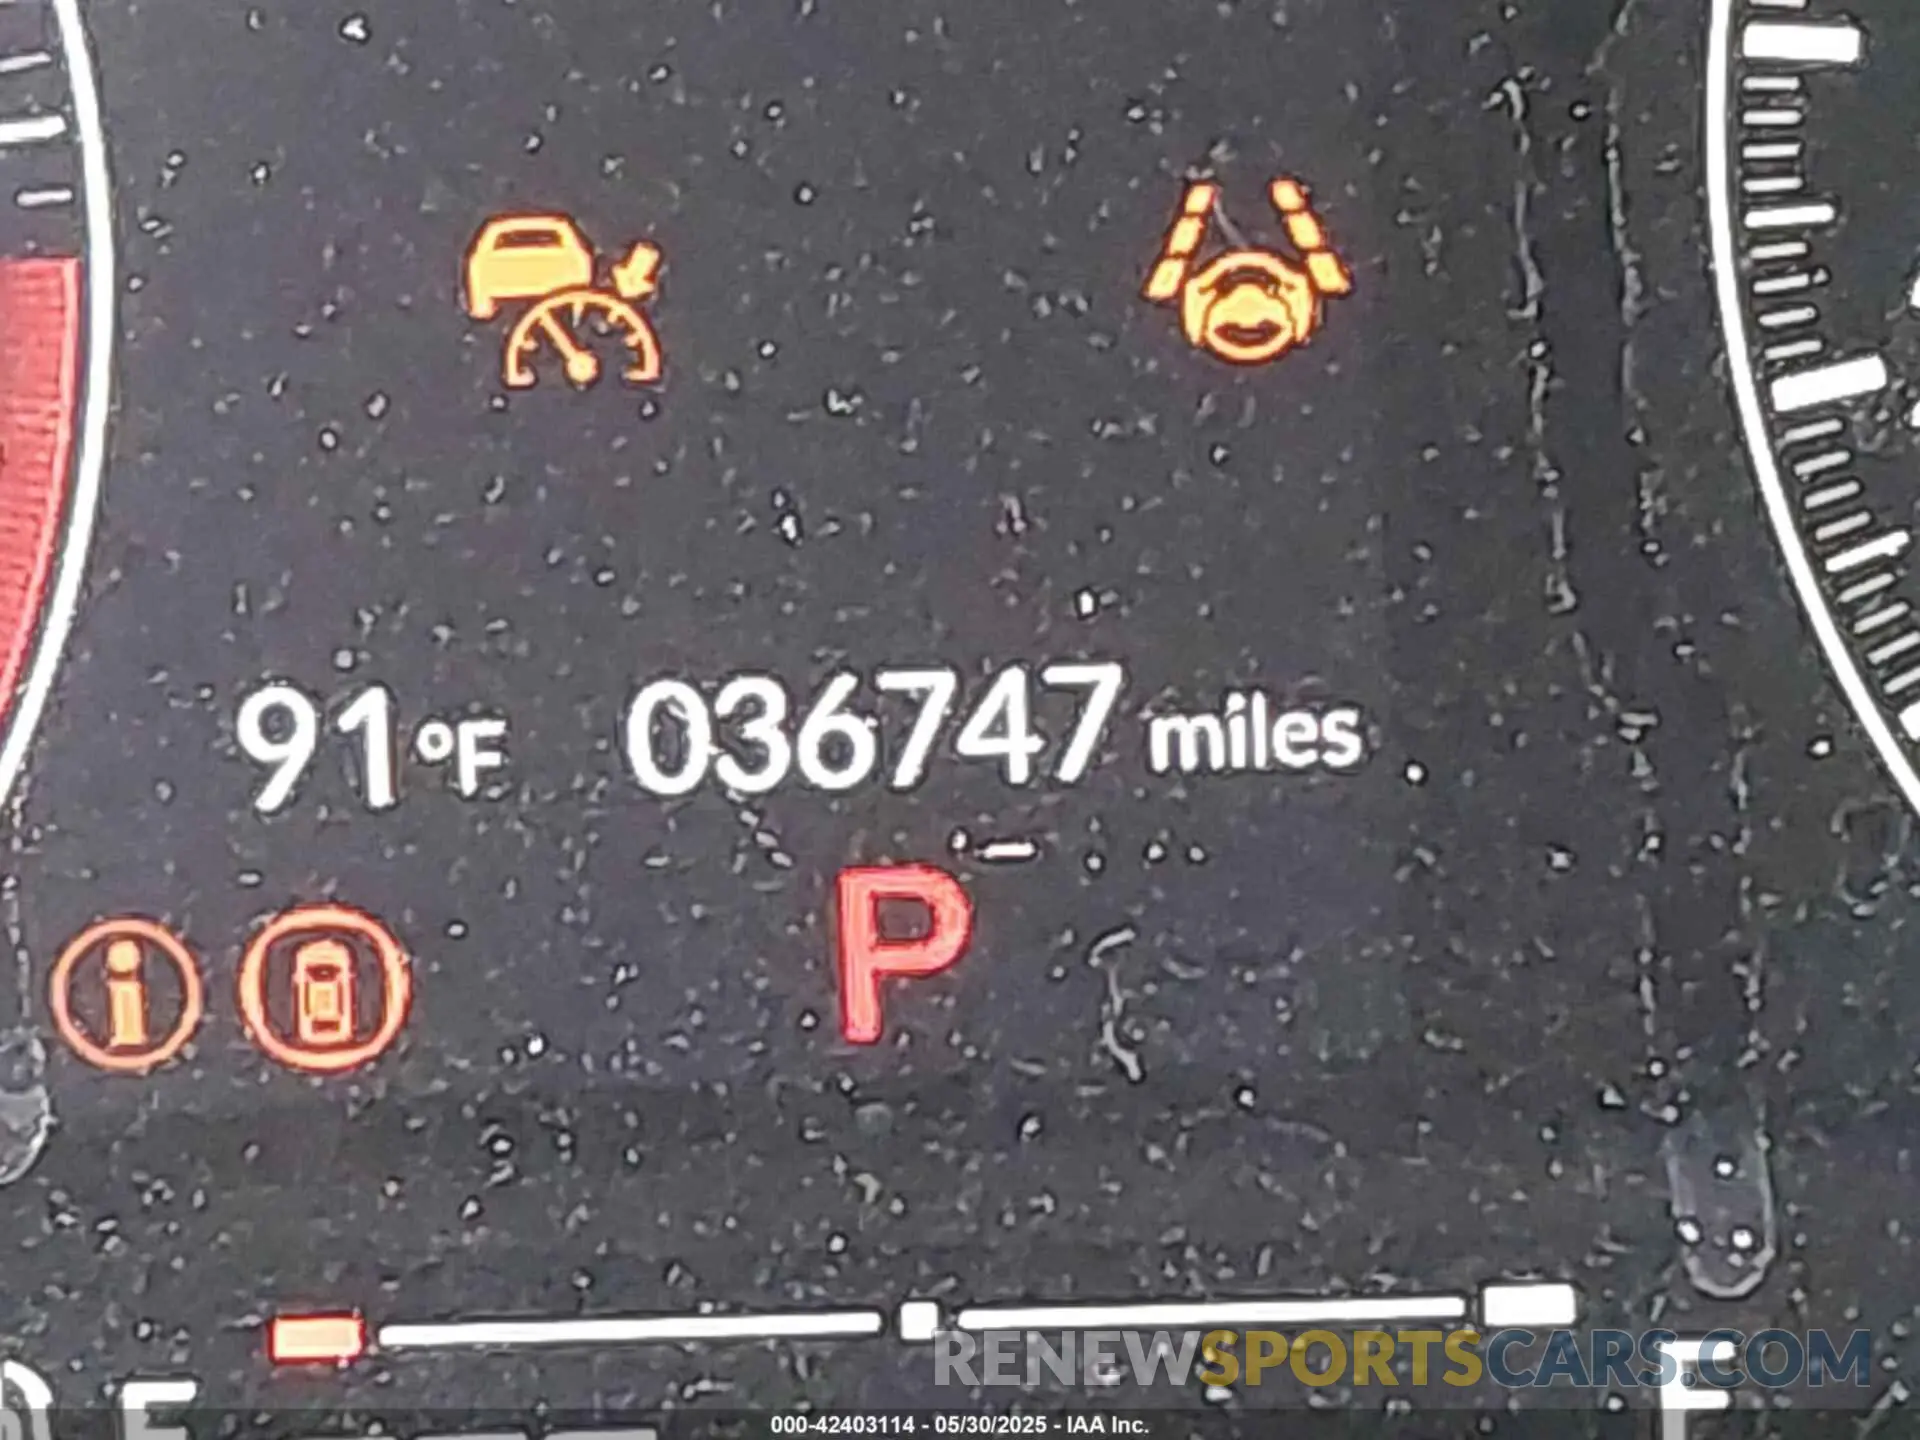 91°F 036747 miles
i
P
RENEWSPORTSCARS.COM
E F
000-42403114 - 05/30/2025 - IAA Inc.